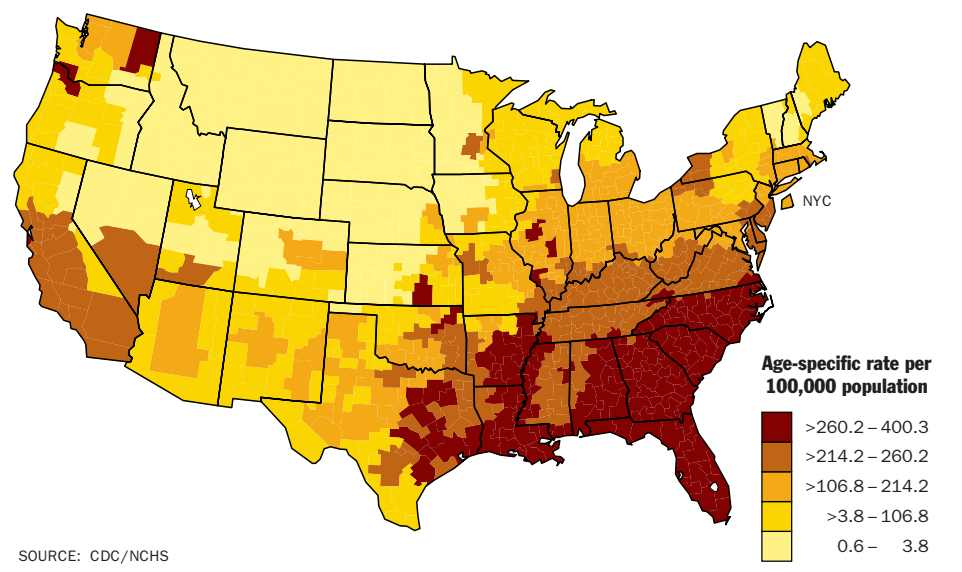 NYC
Age-specific rate per
100,000 population
>260.2 – 400.3
>214.2 – 260.2
>106.8 – 214.2
>3.8 – 106.8
0.6 – 3.8
SOURCE: CDC/NCHS